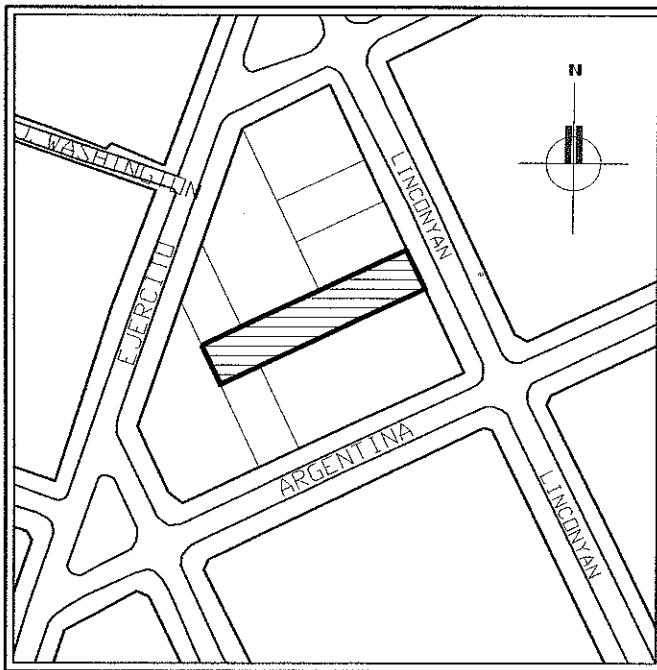 N
J. WASHINGTON
LINCONYAN
EJERCITO
ARGENTINA
LINCONYAN